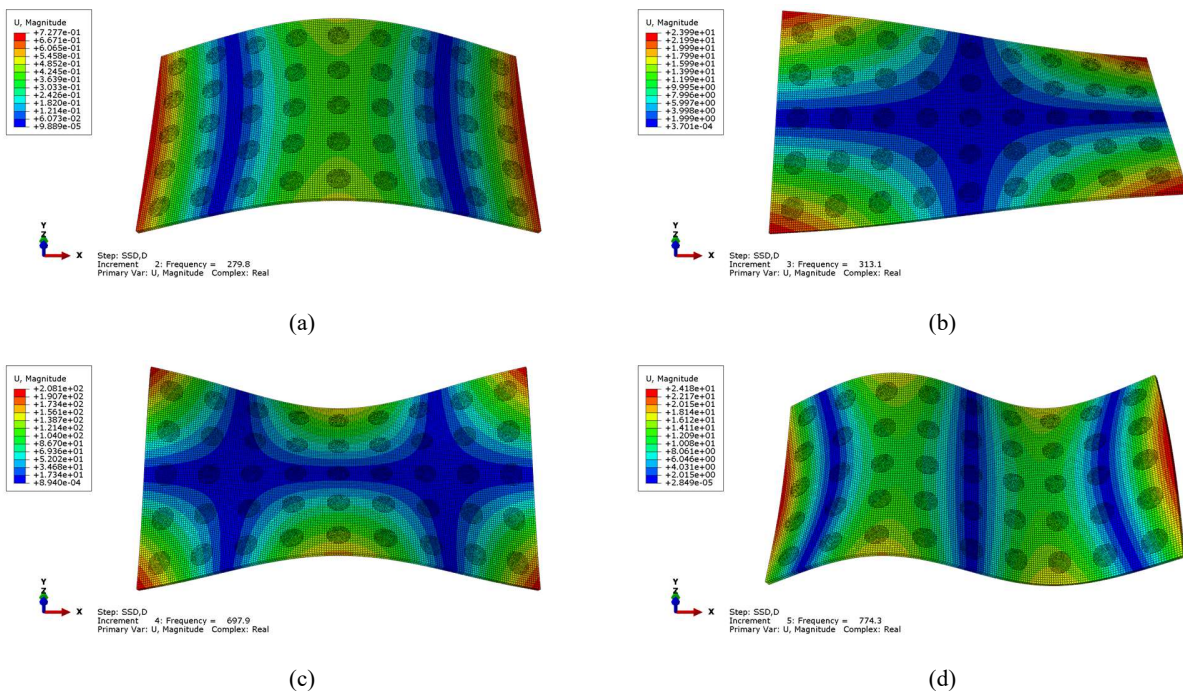 U, Magnitude
+7.277e-01
+6.671e-01
+6.065e-01
+5.458e-01
+4.852e-01
+4.245e-01
+3.639e-01
+3.033e-01
+2.426e-01
+1.820e-01
+1.214e-01
+6.073e-02
+9.889e-05
Y
Z
X
Step: SSD,D
Increment 2: Frequency = 279.8
Primary Var: U, Magnitude Complex: Real
(a)
U, Magnitude
+2.399e+01
+2.199e+01
+1.999e+01
+1.799e+01
+1.599e+01
+1.399e+01
+1.199e+01
+9.995e+00
+7.996e+00
+5.997e+00
+3.998e+00
+1.999e+00
+3.701e-04
Y
Z
X
Step: SSD,D
Increment 3: Frequency = 313.1
Primary Var: U, Magnitude Complex: Real
(b)
U, Magnitude
+2.081e+02
+1.907e+02
+1.734e+02
+1.561e+02
+1.387e+02
+1.214e+02
+1.040e+02
+8.670e+01
+6.936e+01
+5.202e+01
+3.468e+01
+1.734e+01
+8.940e-04
Y
Z
X
Step: SSD,D
Increment 4: Frequency = 697.9
Primary Var: U, Magnitude Complex: Real
(c)
U, Magnitude
+2.418e+01
+2.217e+01
+2.015e+01
+1.814e+01
+1.612e+01
+1.411e+01
+1.209e+01
+1.008e+01
+8.061e+00
+6.046e+00
+4.031e+00
+2.015e+00
+2.849e-05
Y
Z
X
Step: SSD,D
Increment 5: Frequency = 774.3
Primary Var: U, Magnitude Complex: Real
(d)